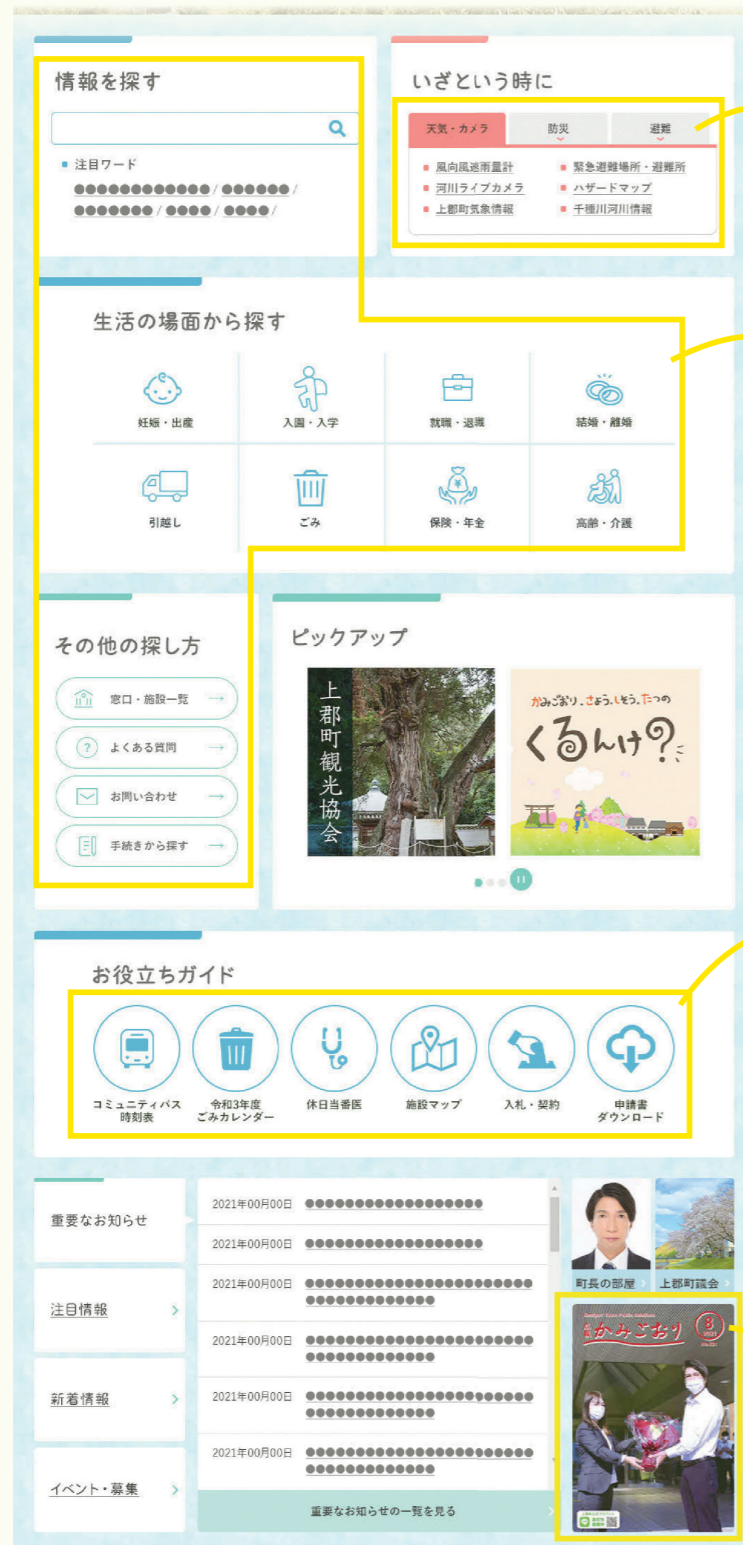 情報を探す
注目ワード
●●●●●●●●●●●● / ●●●●●● /
●●●●●●● / ●●●● / ●●●● /
いざという時に
天気・カメラ 防災 避難
風向風速雨量計 緊急避難場所・避難所
河川ライブカメラ ハザードマップ
上郡町気象情報 千種川河川情報
生活の場面から探す
妊娠・出産 入園・入学 就職・退職 結婚・離婚
引越し ごみ 保険・年金 高齢・介護
その他の探し方
窓口・施設一覧
よくある質問
お問い合わせ
手続きから探す
ピックアップ
上郡町観光協会
かみごおり、さよう、しそう、たつの
くるんけ?
お役立ちガイド
コミュニティバス
時刻表
令和3年度
ごみカレンダー
休日当番医
施設マップ
入札・契約
申請書
ダウンロード
重要なお知らせ
注目情報
新着情報
イベント・募集
2021年00月00日 ●●●●●●●●●●●●●●●●●●
2021年00月00日 ●●●●●●●●●●●●●●●●●●
2021年00月00日 ●●●●●●●●●●●●●●●●●●●●●●●
●●●●●●●●●●●●●
2021年00月00日 ●●●●●●●●●●●●●●●●●●●●●●●
●●●●●●●●●●●●●
2021年00月00日 ●●●●●●●●●●●●●●●●●●●●●●●
●●●●●●●●●●●●●
2021年00月00日 ●●●●●●●●●●●●●●●●●●●●●●●
●●●●●●●●●●●●●
重要なお知らせの一覧を見る
町長の部屋 上郡町議会
広報 かみごおり 8
2021